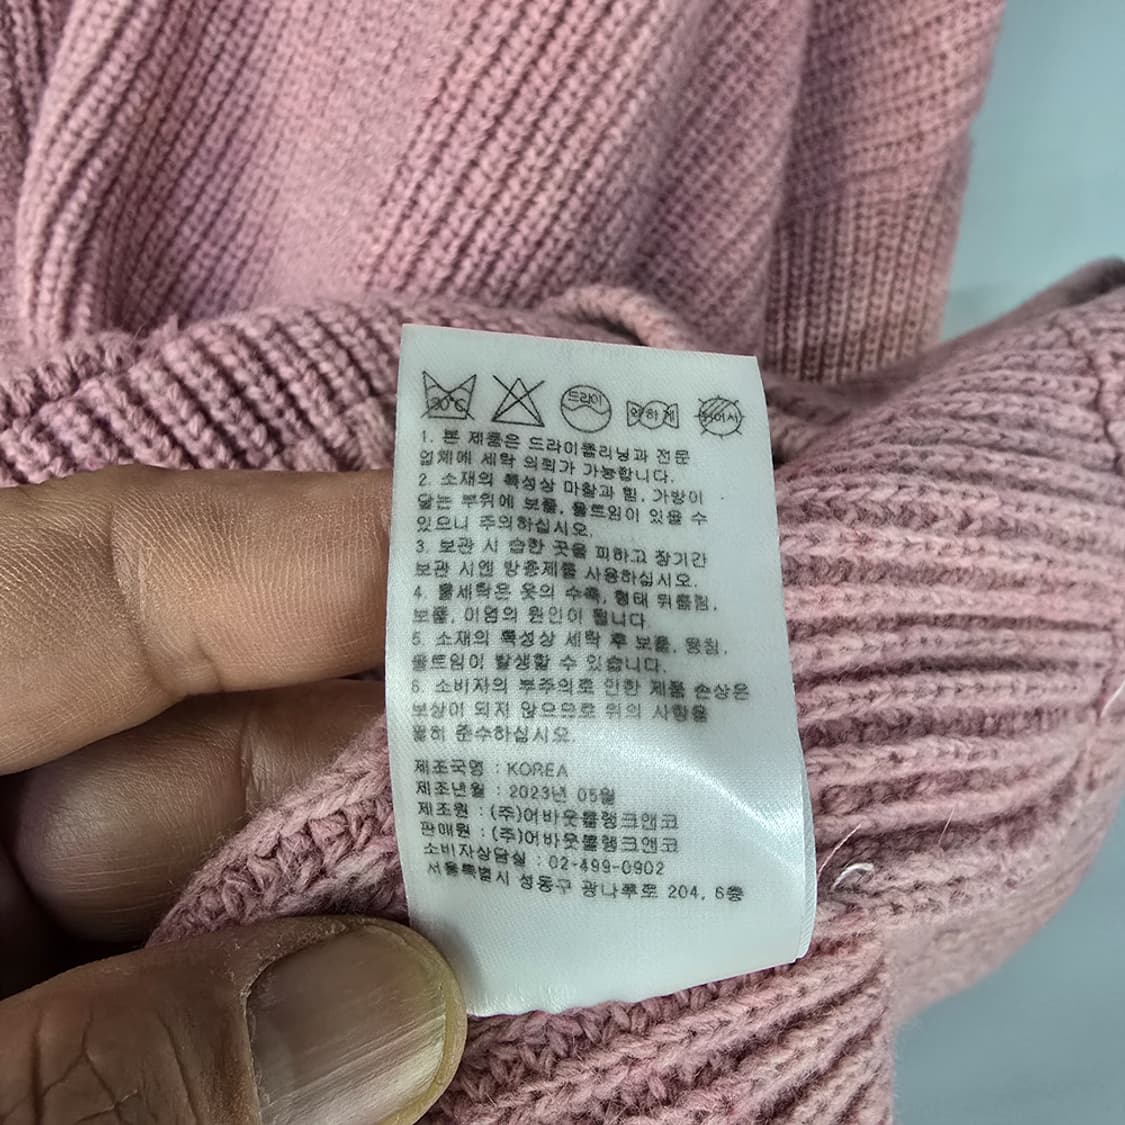 30℃ 드라이 약하게 뉘어서
1. 본 제품은 드라이클리닝과 전문
업체에 세탁 의뢰가 가능합니다.
2. 소재의 특성상 마찰과 힘, 가방이
닿는 부위에 보풀, 올트임이 있을 수
있으니 주의하십시오.
3. 보관 시 습한 곳을 피하고 장기간
보관 시엔 방충제를 사용하십시오.
4. 물세탁은 옷의 수축, 형태 뒤틀림,
보풀, 이염의 원인이 됩니다.
5. 소재의 특성상 세탁 후 보풀, 뭉침,
올트임이 발생할 수 있습니다.
6. 소비자의 부주의로 인한 제품 손상은
보상이 되지 않으므로 위의 사항을
필히 준수하십시오.
제조국명 : KOREA
제조년월 : 2023년 05월
제조원 : (주)어바웃블랭크앤코
판매원 : (주)어바웃블랭크앤코
소비자상담실 : 02-499-0902
서울특별시 성동구 광나루로 204, 6층